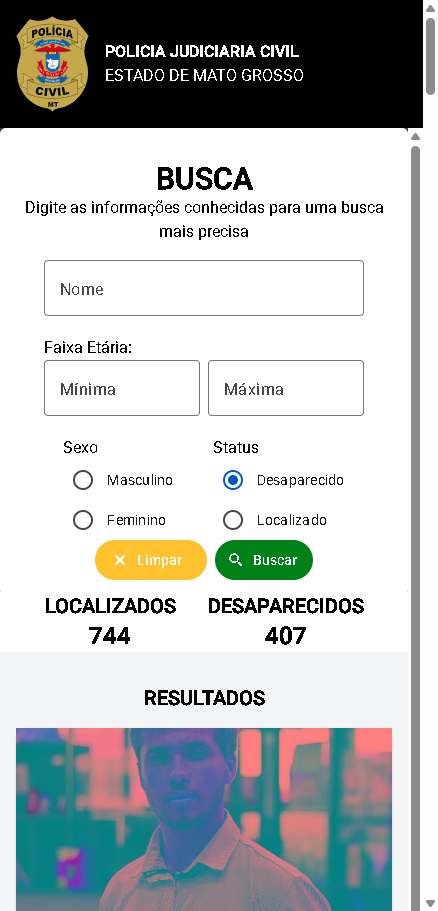 POLÍCIA
CIVIL
MT
POLICIA JUDICIARIA CIVIL
ESTADO DE MATO GROSSO
BUSCA
Digite as informações conhecidas para uma busca
mais precisa
Nome
Faixa Etária:
Mínima
Máxima
Sexo
Status
Masculino
Desaparecido
Feminino
Localizado
Limpar
Buscar
LOCALIZADOS
DESAPARECIDOS
744
407
RESULTADOS